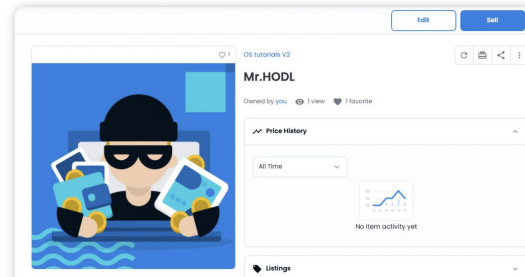 Edit
Sell
1
OS tutorials V2
Mr.HODL
Owned by you 1 view 1 favorite
Price History
All Time
No item activity yet
Listings